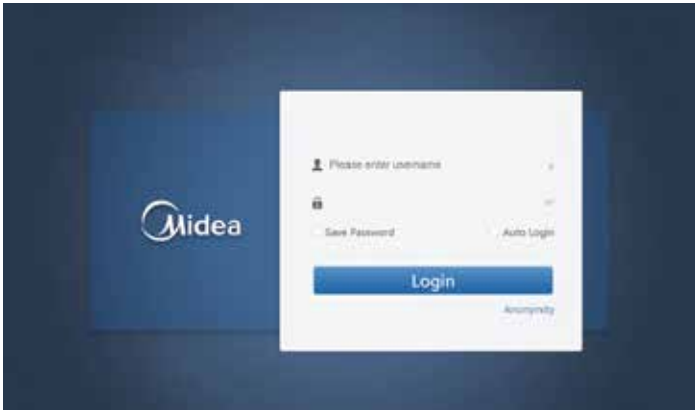 Midea
Please enter username
Save Password
Auto Login
Login
Anonymity